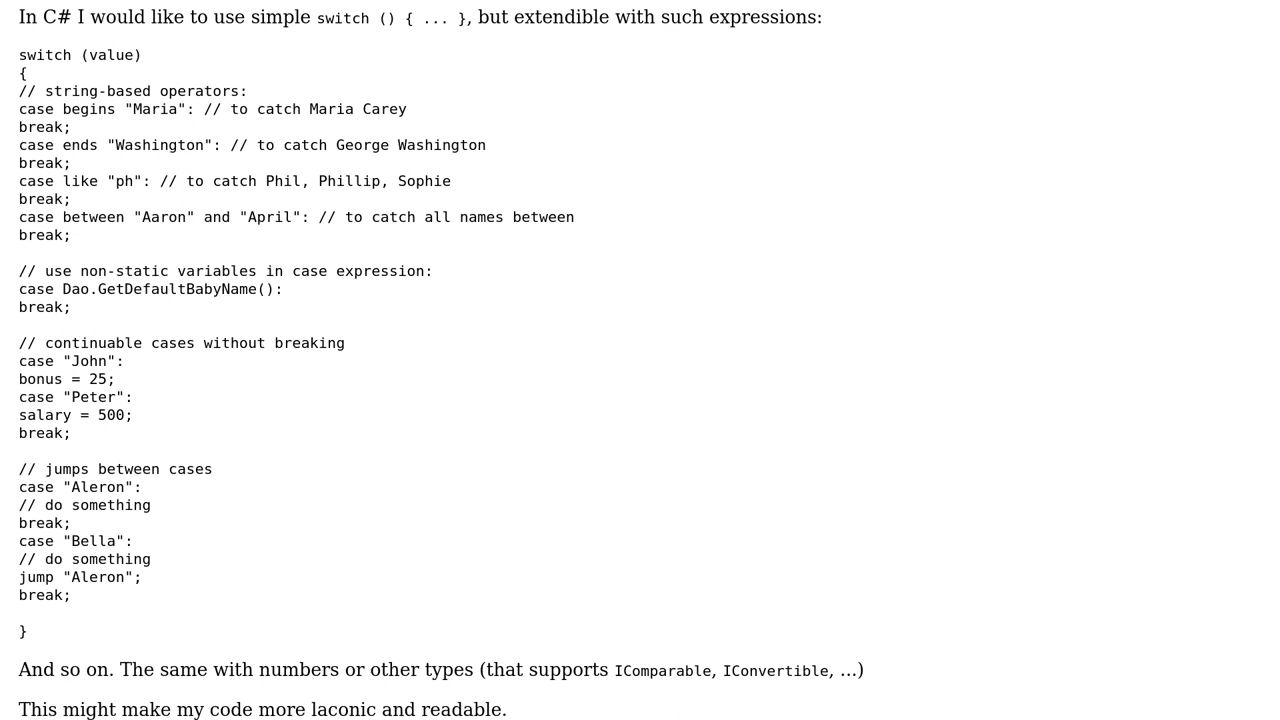 In C# I would like to use simple switch () { ... }, but extendible with such expressions:
switch (value)
{
// string-based operators:
case begins "Maria": // to catch Maria Carey
break;
case ends "Washington": // to catch George Washington
break;
case like "ph": // to catch Phil, Phillip, Sophie
break;
case between "Aaron" and "April": // to catch all names between
break;
// use non-static variables in case expression:
case Dao.GetDefaultBabyName():
break;
// continuable cases without breaking
case "John":
bonus = 25;
case "Peter":
salary = 500;
break;
// jumps between cases
case "Aleron":
// do something
break;
case "Bella":
// do something
jump "Aleron";
break;
}
And so on. The same with numbers or other types (that supports IComparable, IConvertible, ...)
This might make my code more laconic and readable.